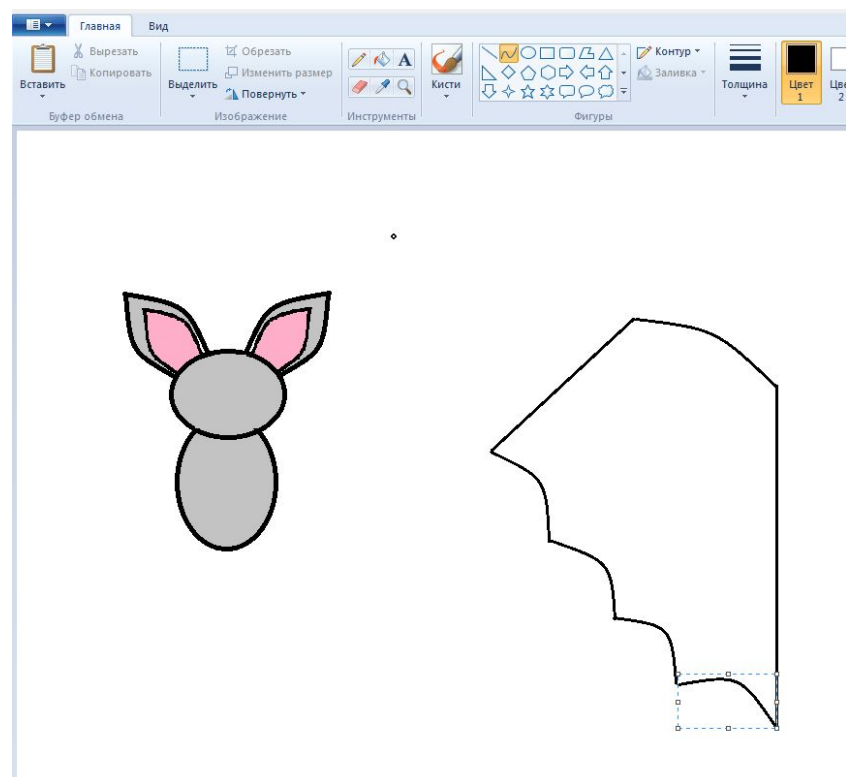 Главная Вид
Вырезать
Копировать
Вставить
Буфер обмена
Выделить
Обрезать
Изменить размер
Повернуть
Изображение
A
Инструменты
Кисти
Контур
Заливка
Фигуры
Толщина
Цвет
1
2